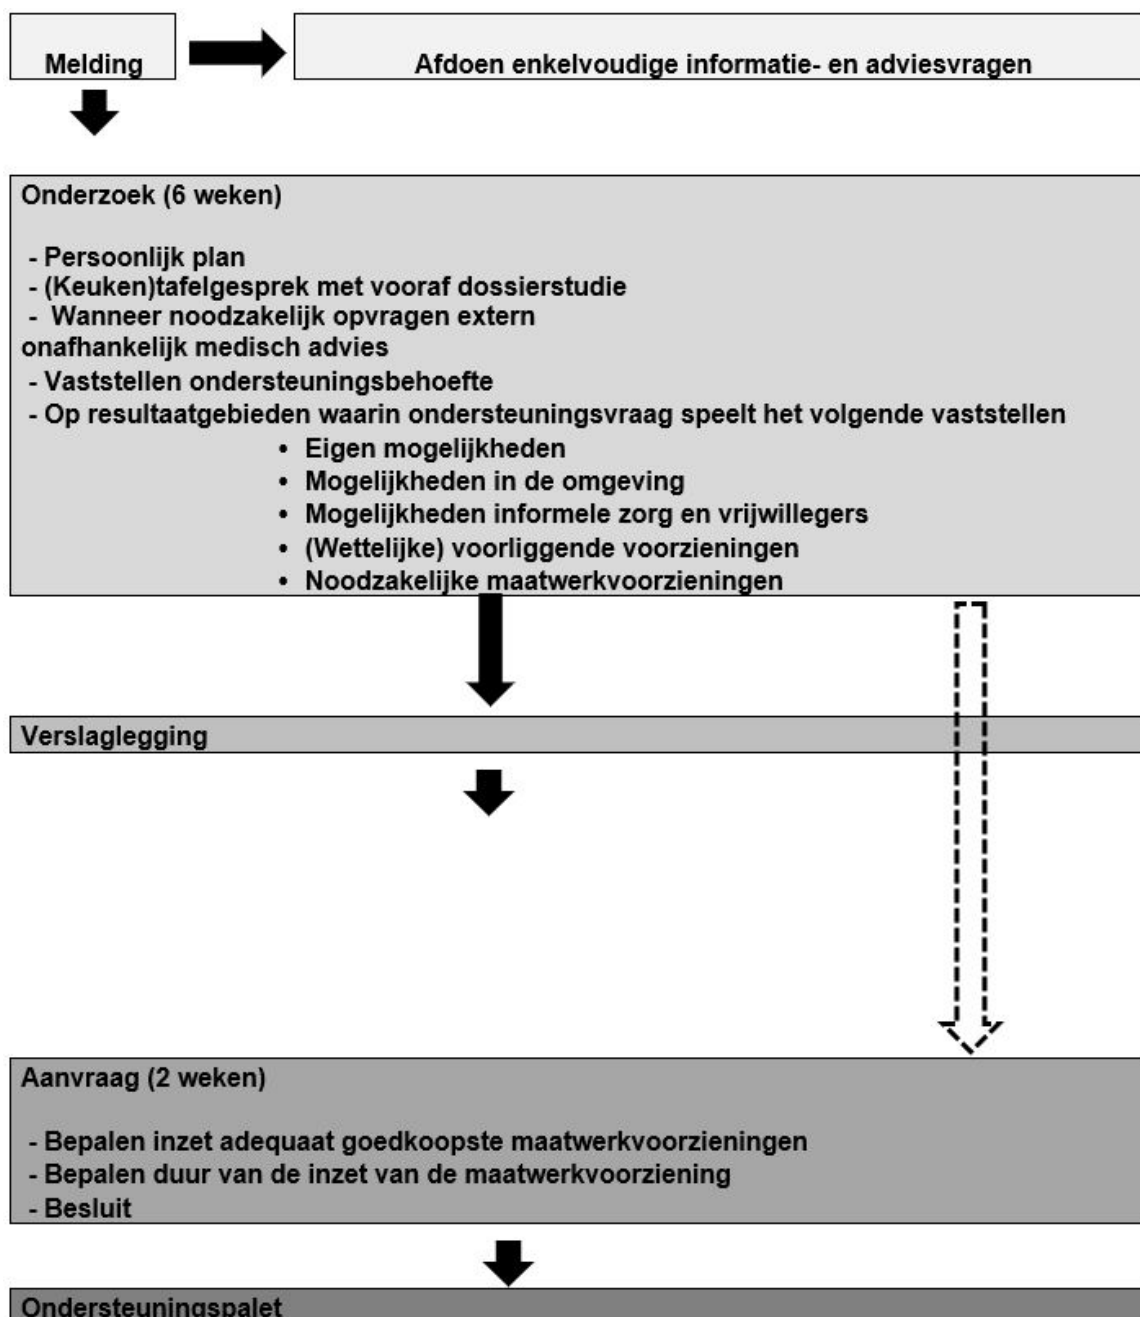 Melding
Afdoen enkelvoudige informatie- en adviesvragen
Onderzoek (6 weken)
- Persoonlijk plan
- (Keuken)tafelgesprek met vooraf dossierstudie
- Wanneer noodzakelijk opvragen extern
onafhankelijk medisch advies
- Vaststellen ondersteuningsbehoefte
- Op resultaatgebieden waarin ondersteuningsvraag speelt het volgende vaststellen
• Eigen mogelijkheden
• Mogelijkheden in de omgeving
• Mogelijkheden informele zorg en vrijwillegers
• (Wettelijke) voorliggende voorzieningen
• Noodzakelijke maatwerkvoorzieningen
Verslaglegging
Aanvraag (2 weken)
- Bepalen inzet adequaat goedkoopste maatwerkvoorzieningen
- Bepalen duur van de inzet van de maatwerkvoorziening
- Besluit
Ondersteuningspalet